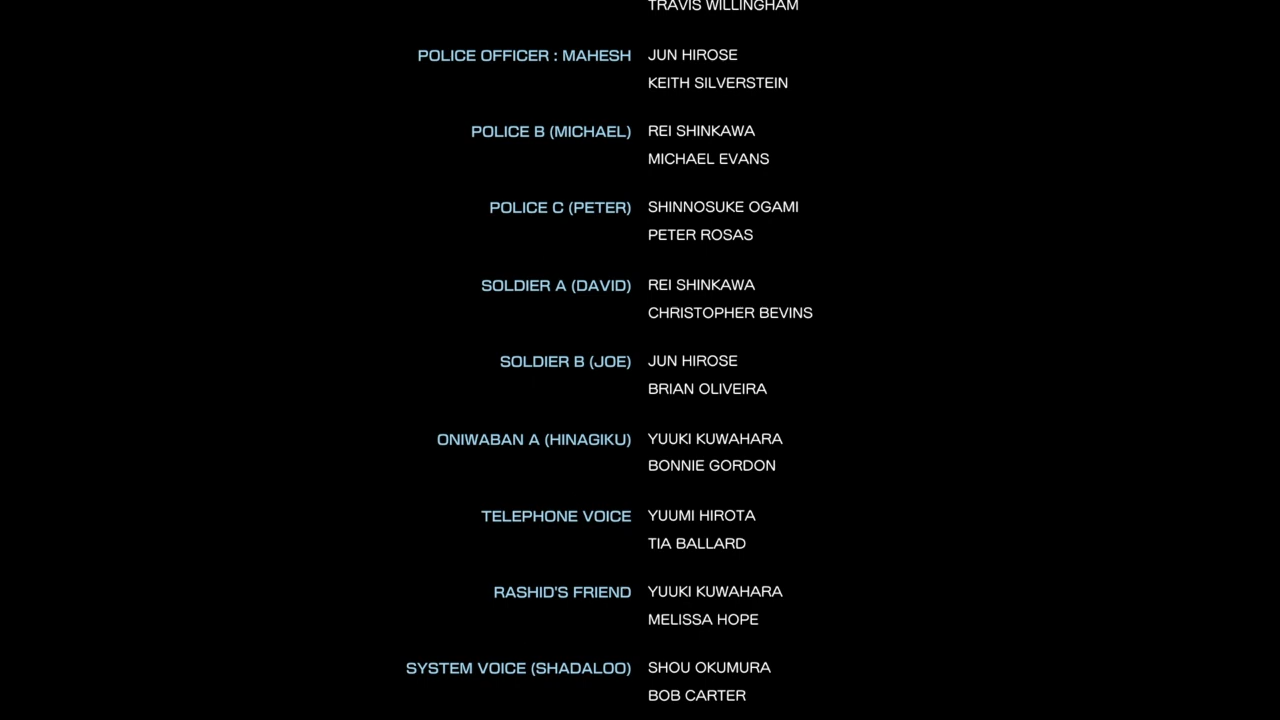 TRAVIS WILLINGHAM
POLICE OFFICER : MAHESH JUN HIROSE
KEITH SILVERSTEIN
POLICE B (MICHAEL) REI SHINKAWA
MICHAEL EVANS
POLICE C (PETER) SHINNOSUKE OGAMI
PETER ROSAS
SOLDIER A (DAVID) REI SHINKAWA
CHRISTOPHER BEVINS
SOLDIER B (JOE) JUN HIROSE
BRIAN OLIVEIRA
ONIWABAN A (HINAGIKU) YUUKI KUWAHARA
BONNIE GORDON
TELEPHONE VOICE YUUMI HIROTA
TIA BALLARD
RASHID'S FRIEND YUUKI KUWAHARA
MELISSA HOPE
SYSTEM VOICE (SHADALOO) SHOU OKUMURA
BOB CARTER